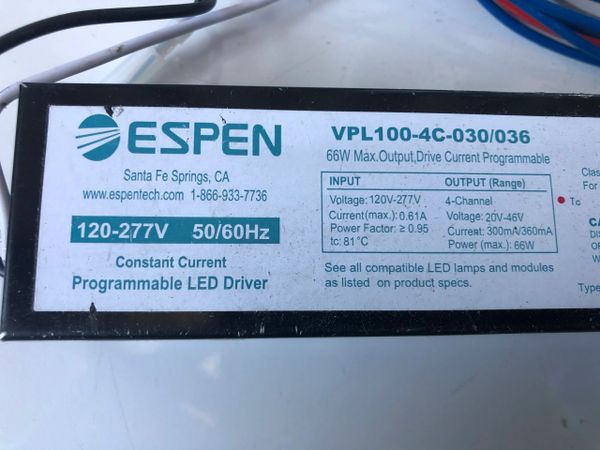 ESPEN
Santa Fe Springs, CA
www.espentech.com 1-866-933-7736
120-277V 50/60Hz
Constant Current
Programmable LED Driver
VPL100-4C-030/036
66W Max.Output,Drive Current Programmable
INPUT
Voltage: 120V-277V
Current(max.): 0.61A
Power Factor: ≥ 0.95
tc: 81°C
OUTPUT (Range)
4-Channel
Voltage: 20V-46V
Current: 300mA/360mA
Power (max.): 66W
See all compatible LED lamps and modules
as listed on product specs.
For
Type